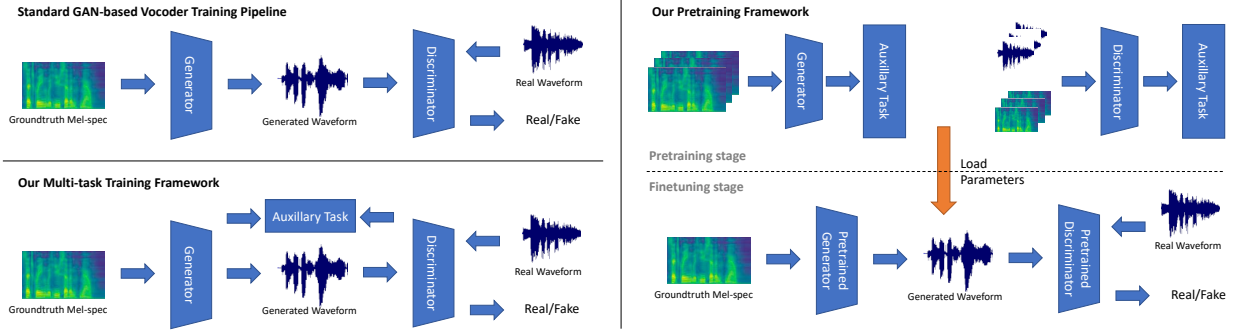 Standard GAN-based Vocoder Training Pipeline
Groundtruth Mel-spec
Generator
Generated Waveform
Discriminator
Real Waveform
Real/Fake
Our Multi-task Training Framework
Groundtruth Mel-spec
Generator
Auxillary Task
Generated Waveform
Discriminator
Real Waveform
Real/Fake
Our Pretraining Framework
Generator
Auxillary Task
Discriminator
Auxillary Task
Pretraining stage
Load
Parameters
Finetuning stage
Groundtruth Mel-spec
Pretrained
Generator
Generated Waveform
Pretrained
Discriminator
Real Waveform
Real/Fake